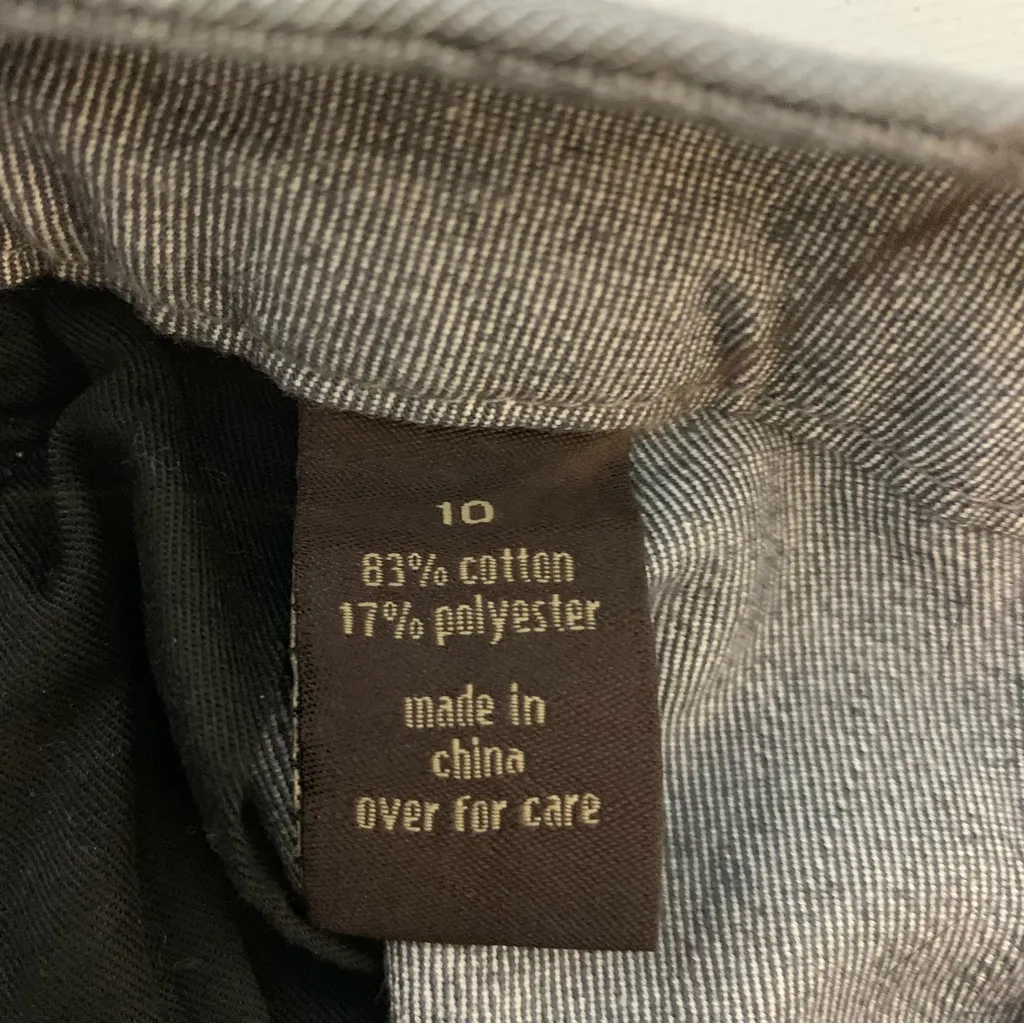 10
83% cotton
17% polyester
made in
china
over for care